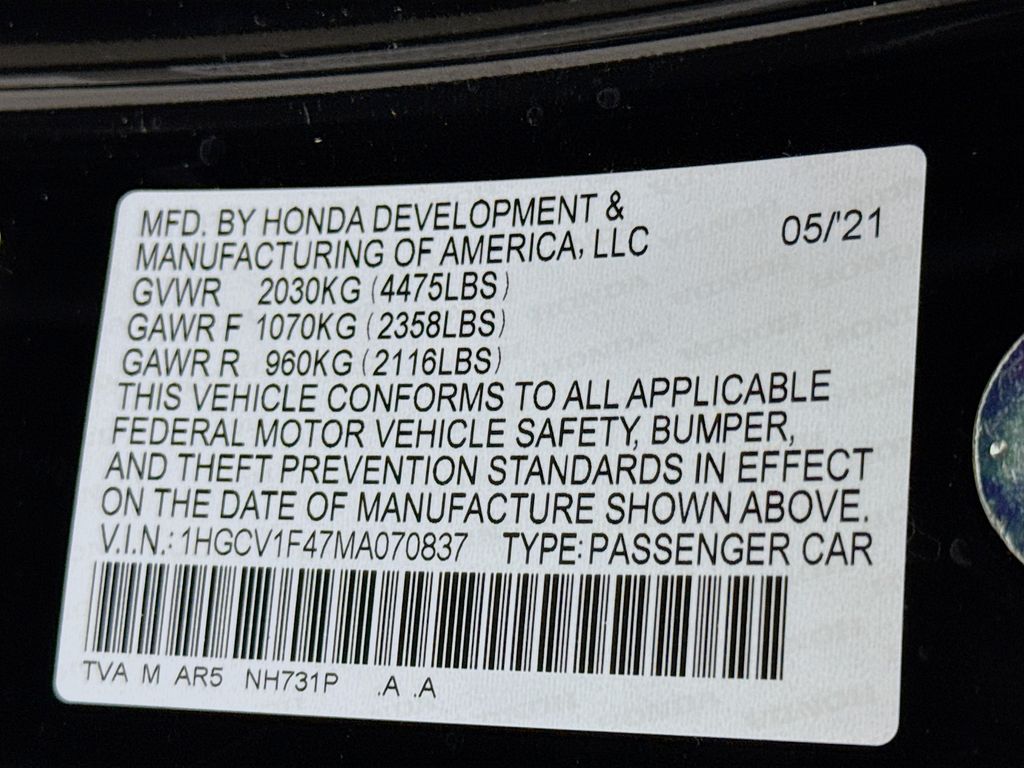 MFD. BY HONDA DEVELOPMENT &
MANUFACTURING OF AMERICA, LLC
05/'21
GVWR 2030KG (4475LBS)
GAWR F 1070KG (2358LBS)
GAWR R 960KG (2116LBS)
THIS VEHICLE CONFORMS TO ALL APPLICABLE
FEDERAL MOTOR VEHICLE SAFETY, BUMPER,
AND THEFT PREVENTION STANDARDS IN EFFECT
ON THE DATE OF MANUFACTURE SHOWN ABOVE.
V.I.N.: 1HGCV1F47MA070837 TYPE: PASSENGER CAR
TVA M AR5 NH731P .A .A